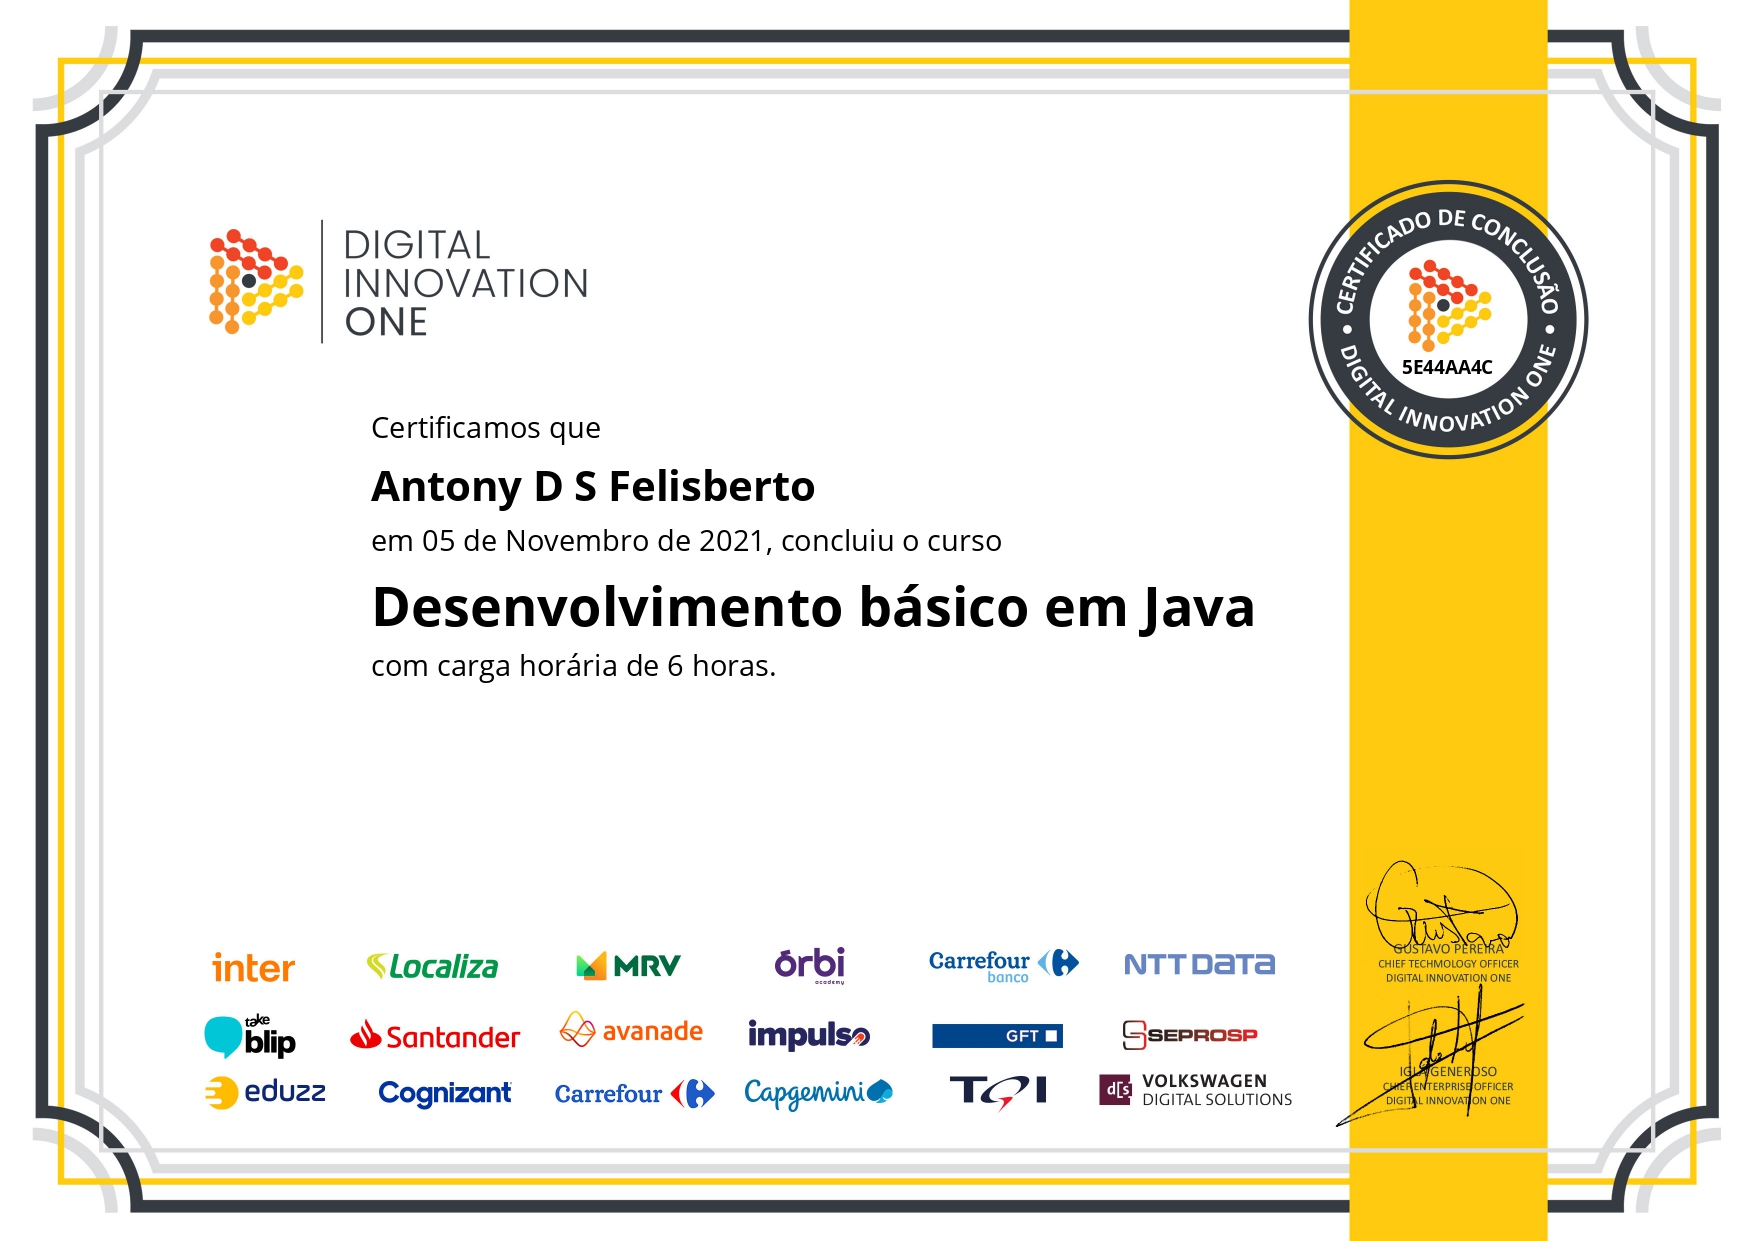 DIGITAL
INNOVATION
ONE
CERTIFICADO DE CONCLUSÃO
5E44AA4C
DIGITAL INNOVATION ONE
Certificamos que
Antony D S Felisberto
em 05 de Novembro de 2021, concluiu o curso
Desenvolvimento básico em Java
com carga horária de 6 horas.
Gustavo
GUSTAVO PEREIRA
CHIEF TECHMOLOGY OFFICER
DIGITAL INNOVATION ONE
inter Localiza MRV órbi academy Carrefour banco NTT DATA
take blip Santander avanade impulso GFT SEPROSP
eduzz Cognizant Carrefour Capgemini TQI d[s] VOLKSWAGEN
DIGITAL SOLUTIONS
IGLA GENEROSO
CHIEF ENTERPRISE OFFICER
DIGITAL INNOVATION ONE